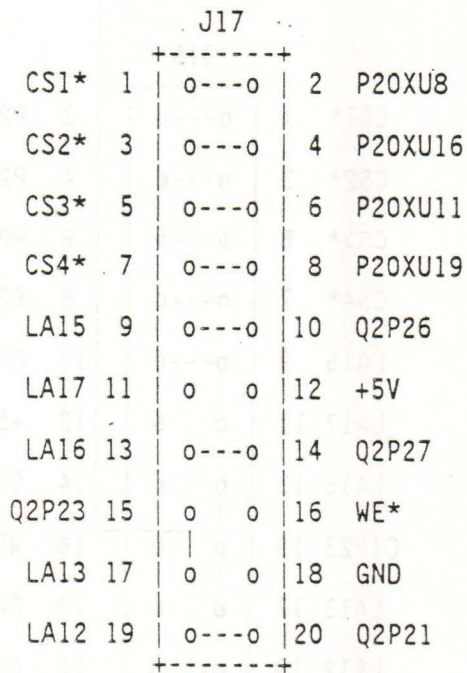 J17
+-------+
CS1* 1 | o---o | 2 P20XU8
CS2* 3 | o---o | 4 P20XU16
CS3* 5 | o---o | 6 P20XU11
CS4* 7 | o---o | 8 P20XU19
LA15 9 | o---o | 10 Q2P26
LA17 11 | o o | 12 +5V
LA16 13 | o---o | 14 Q2P27
Q2P23 15 | o o | 16 WE*
|
LA13 17 | o o | 18 GND
LA12 19 | o---o | 20 Q2P21
+-------+